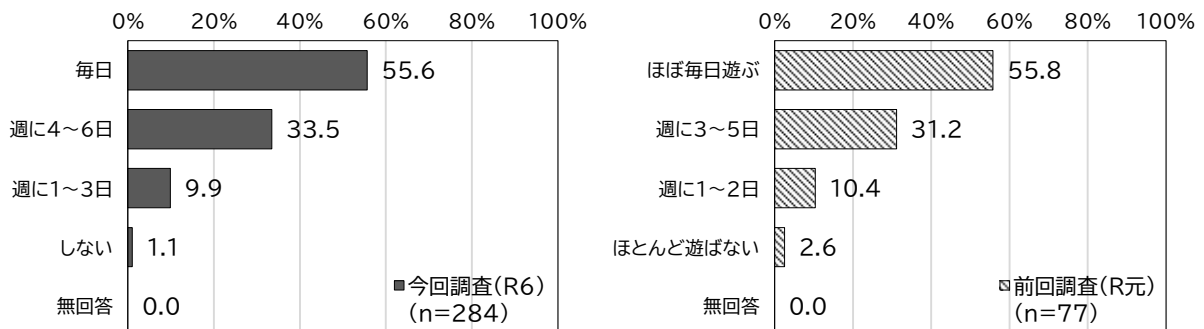 0% 20% 40% 60% 80% 100%
毎日 55.6
週に4~6日 33.5
週に1~3日 9.9
しない 1.1
無回答 0.0
今回調査(R6)
(n=284)
0% 20% 40% 60% 80% 100%
ほぼ毎日遊ぶ 55.8
週に3~5日 31.2
週に1~2日 10.4
ほとんど遊ばない 2.6
無回答 0.0
前回調査(R元)
(n=77)